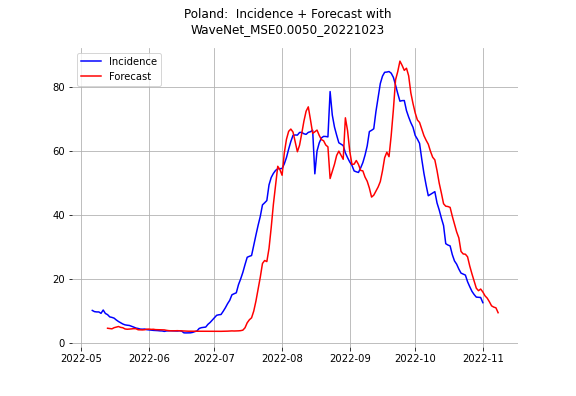 Poland:  Incidence + Forecast with
WaveNet_MSE0.0050_20221023
Incidence
Forecast
80
60
40
20
0
2022-05 2022-06 2022-07 2022-08 2022-09 2022-10 2022-11